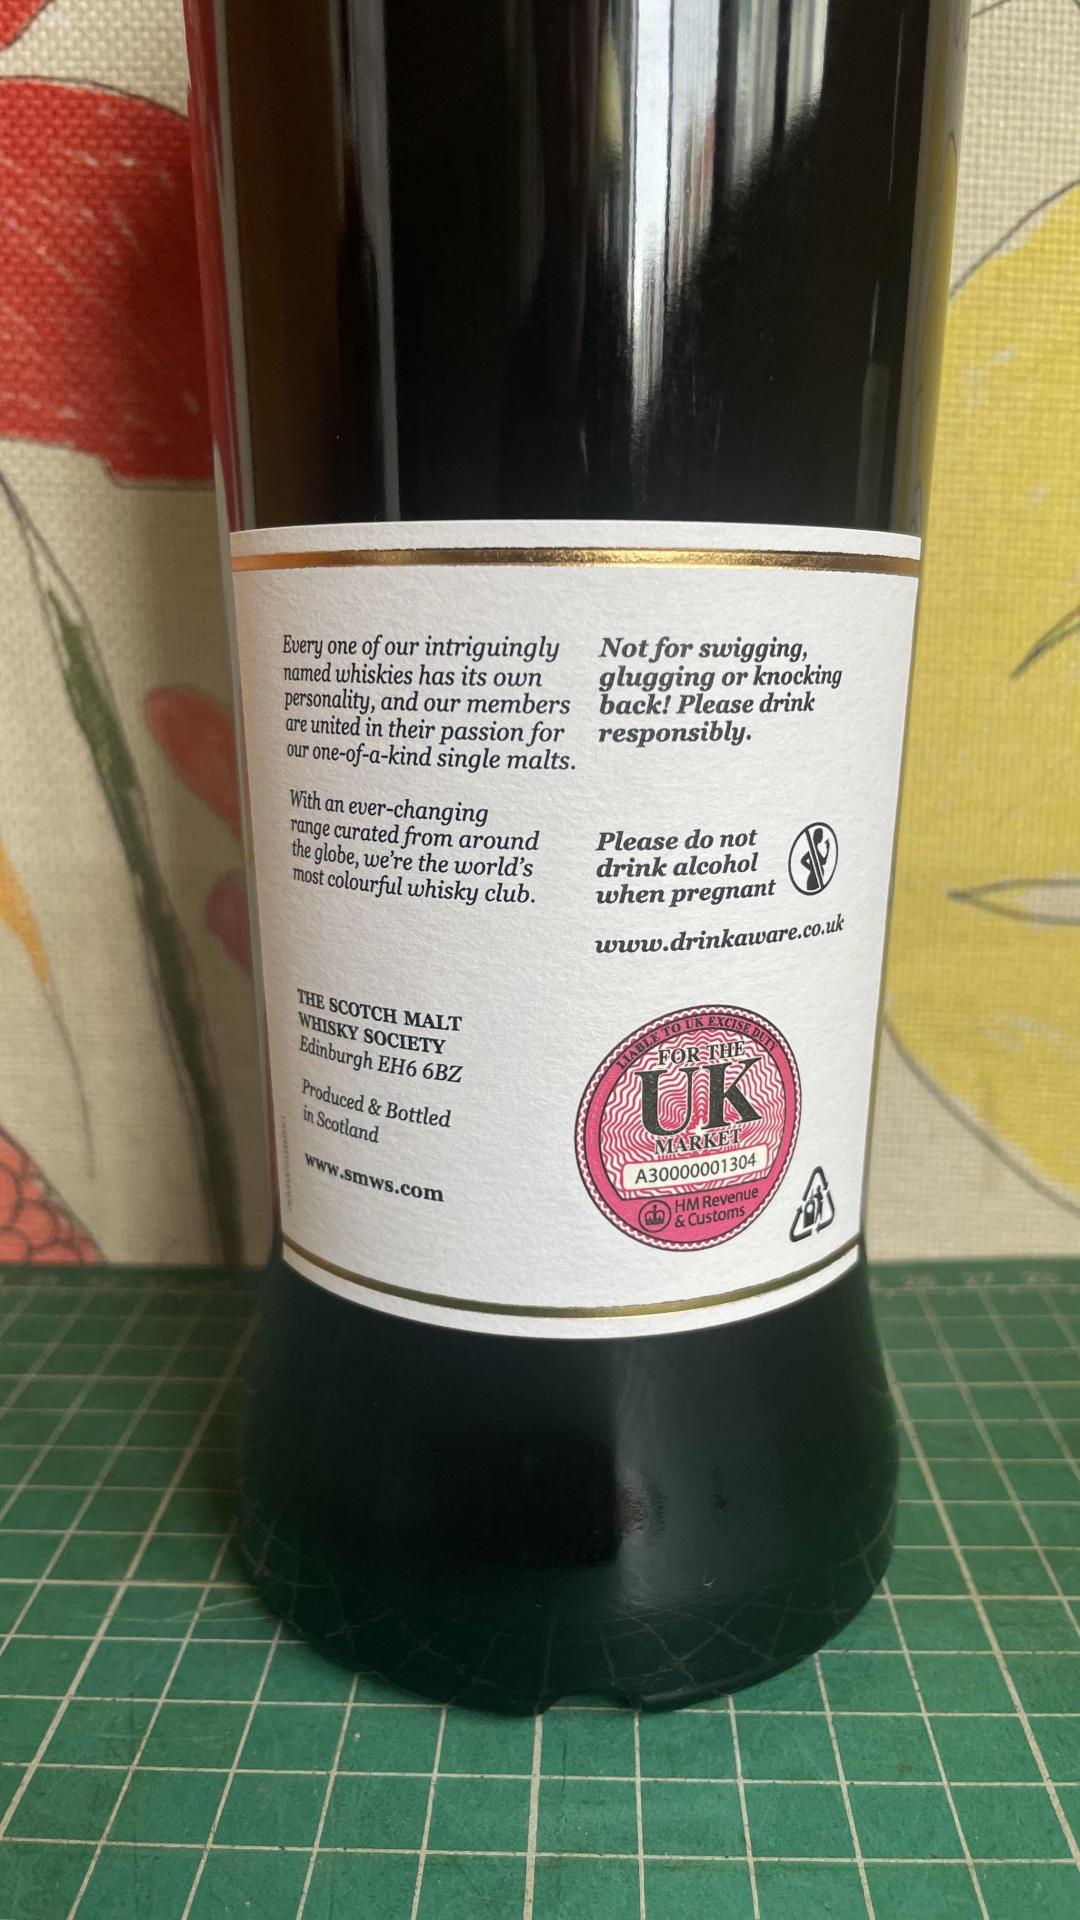 Every one of our intriguingly
named whiskies has its own
personality, and our members
are united in their passion for
our one-of-a-kind single malts.
With an ever-changing
range curated from around
the globe, we're the world's
most colourful whisky club.
THE SCOTCH MALT
WHISKY SOCIETY
Edinburgh EH6 6BZ
Produced & Bottled
in Scotland
www.smws.com
Not for swigging,
glugging or knocking
back! Please drink
responsibly.
Please do not
drink alcohol
when pregnant
www.drinkaware.co.uk
LIABLE TO UK EXCISE DUTY
FOR THE
UK
MARKET
A30000001304
HM Revenue
& Customs